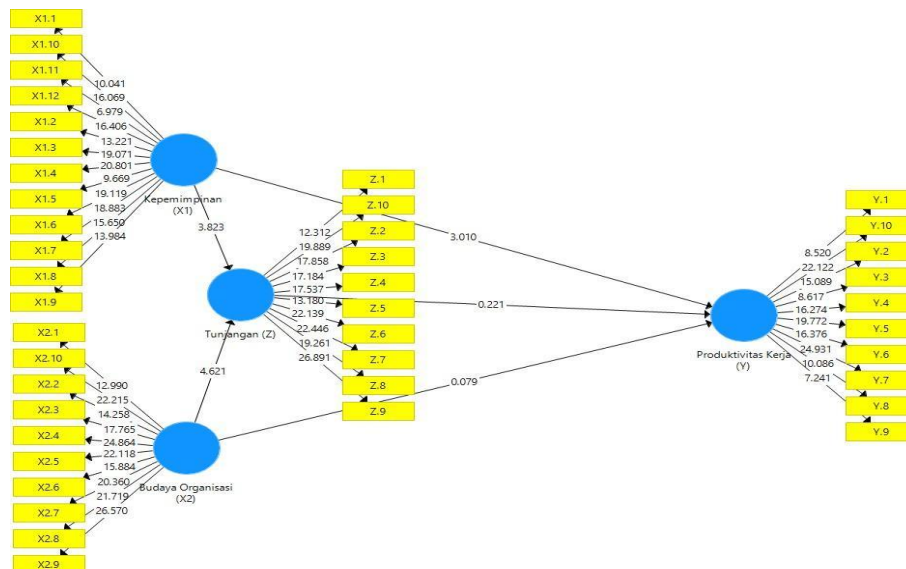 X1.1
X1.10
X1.11
X1.12
X1.2
X1.3
X1.4
X1.5
X1.6
X1.7
X1.8
X1.9
10.041
16.069
6.979
16.406
13.221
19.071
20.801
9.669
19.119
18.883
15.650
13.984
Kepemimpinan
(X1)
3.823
X2.1
X2.10
X2.2
X2.3
X2.4
X2.5
X2.6
X2.7
X2.8
X2.9
12.990
22.215
14.258
17.765
24.864
22.118
15.884
20.360
21.719
26.570
Budaya Organisasi
(X2)
4.621
Tunjangan (Z)
Z.1
Z.10
Z.2
Z.3
Z.4
Z.5
Z.6
Z.7
Z.8
Z.9
12.312
19.889
17.858
17.184
17.537
13.180
22.139
22.446
19.261
26.891
3.010
0.221
0.079
Produktivitas Kerja
(Y)
8.520
22.122
15.089
8.617
16.274
19.772
16.376
24.931
10.086
7.241
Y.1
Y.10
Y.2
Y.3
Y.4
Y.5
Y.6
Y.7
Y.8
Y.9